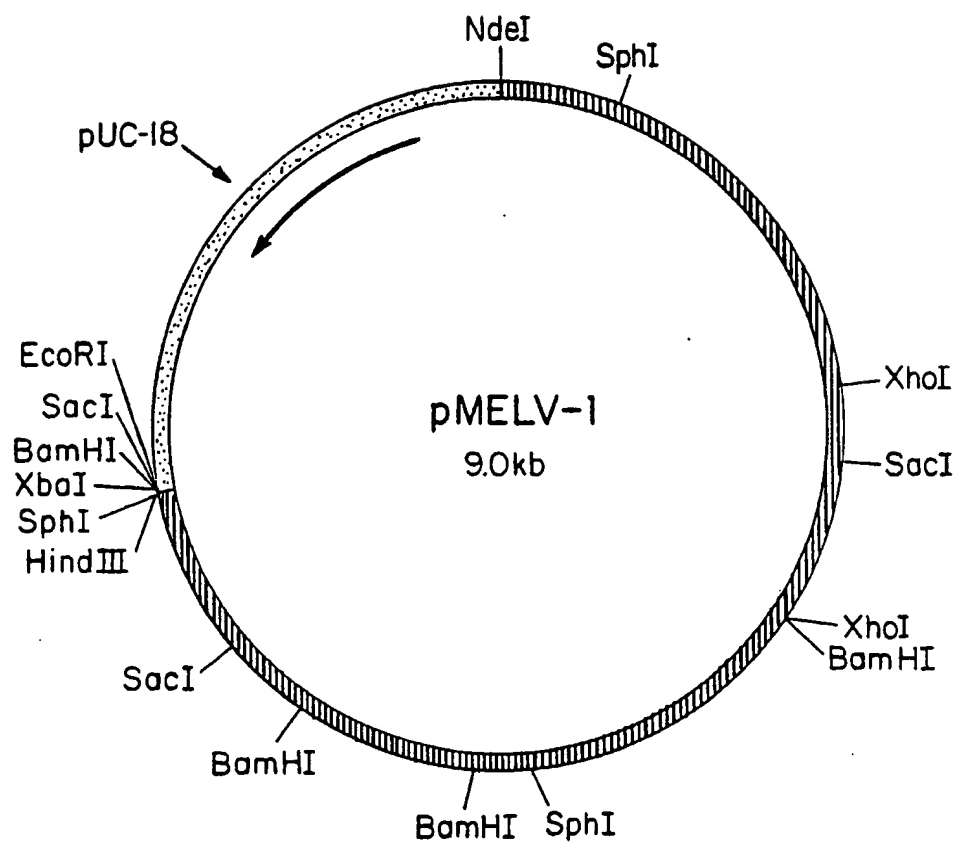 NdeI
SphI
pUC-18
EcoRI
SacI
BamHI
XbaI
SphI
HindIII
pMELV-1
9.0kb
XhoI
SacI
XhoI
BamHI
SacI
BamHI
BamHI
SphI